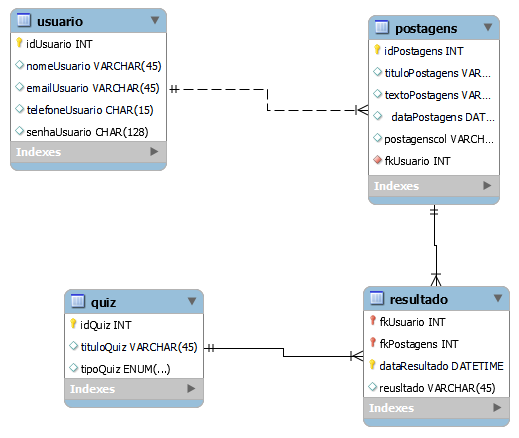 usuario
idUsuario INT
nomeUsuario VARCHAR(45)
emailUsuario VARCHAR(45)
telefoneUsuario CHAR(15)
senhaUsuario CHAR(128)
Indexes
postagens
idPostagens INT
tituloPostagens VAR...
textoPostagens VAR...
dataPostagens DAT...
postagenscol VARCH...
fkUsuario INT
Indexes
quiz
idQuiz INT
tituloQuiz VARCHAR(45)
tipoQuiz ENUM(...)
Indexes
resultado
fkUsuario INT
fkPostagens INT
dataResultado DATETIME
reusltado VARCHAR(45)
Indexes